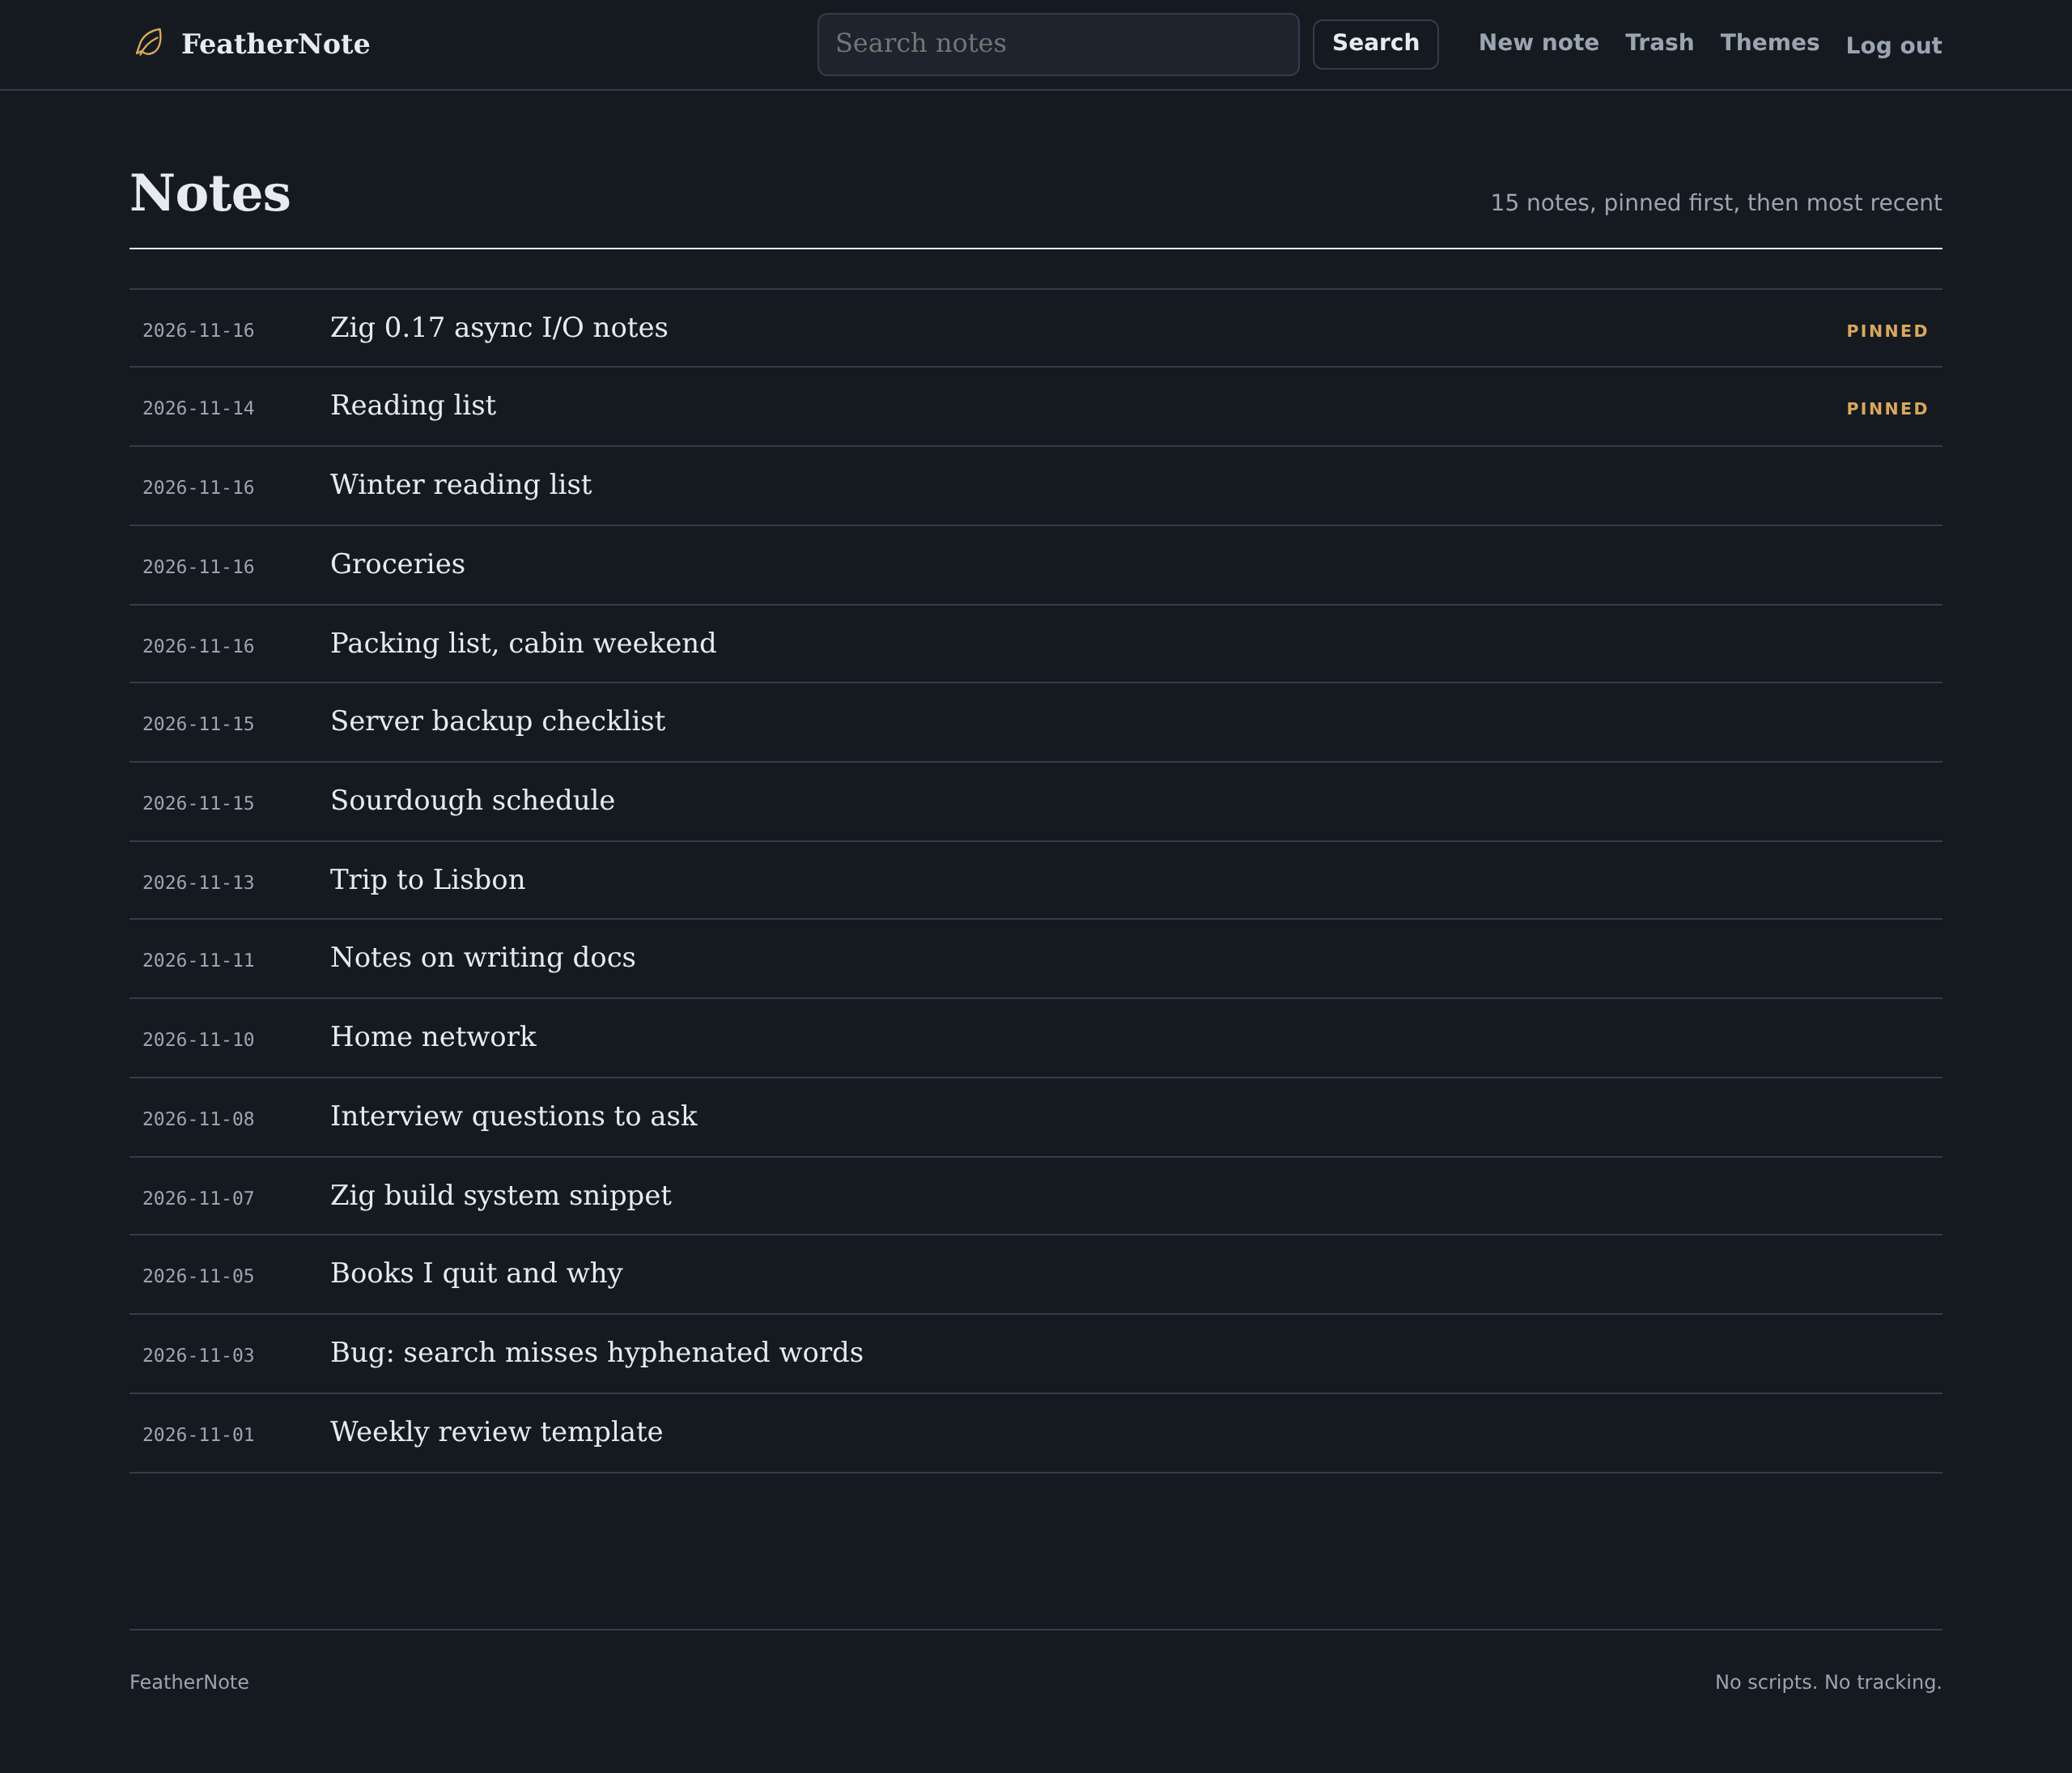 FeatherNote
Search notes
Search
New note
Trash
Themes
Log out
Notes
15 notes, pinned first, then most recent
2026-11-16 Zig 0.17 async I/O notes PINNED
2026-11-14 Reading list PINNED
2026-11-16 Winter reading list
2026-11-16 Groceries
2026-11-16 Packing list, cabin weekend
2026-11-15 Server backup checklist
2026-11-15 Sourdough schedule
2026-11-13 Trip to Lisbon
2026-11-11 Notes on writing docs
2026-11-10 Home network
2026-11-08 Interview questions to ask
2026-11-07 Zig build system snippet
2026-11-05 Books I quit and why
2026-11-03 Bug: search misses hyphenated words
2026-11-01 Weekly review template
FeatherNote
No scripts. No tracking.